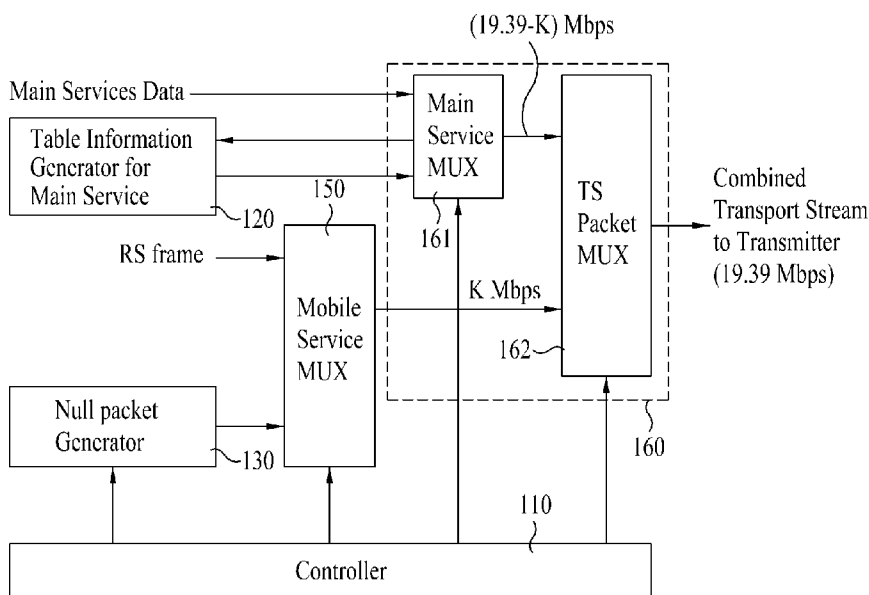 (19.39-K) Mbps
Main Services Data
Main
Service
MUX
161
Table Information
Generator for
Main Service
120
150
RS frame
Mobile
Service
MUX
K Mbps
TS
Packet
MUX
162
Combined
Transport Stream
to Transmitter
(19.39 Mbps)
Null packet
Generator
130
160
110
Controller